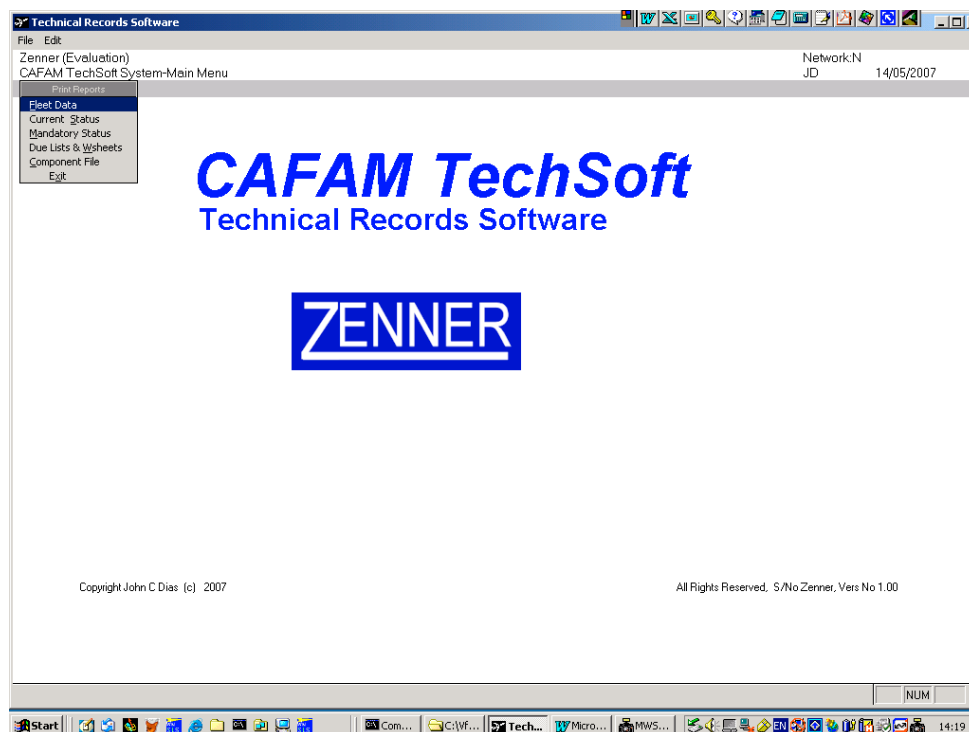 Technical Records Software
File Edit
Zenner (Evaluation)
Network:N
CAFAM TechSoft System-Main Menu
JD 14/05/2007
Print Reports
Fleet Data
Current Status
Mandatory Status
Due Lists & Wsheets
Component File
Exit
CAFAM TechSoft
Technical Records Software
ZENNER
Copyright John C Dias (c) 2007
All Rights Reserved, S/No Zenner, Vers No 1.00
NUM
Start
Com...
C:\Vf...
Tech...
Micro...
MWS...
EN
14:19